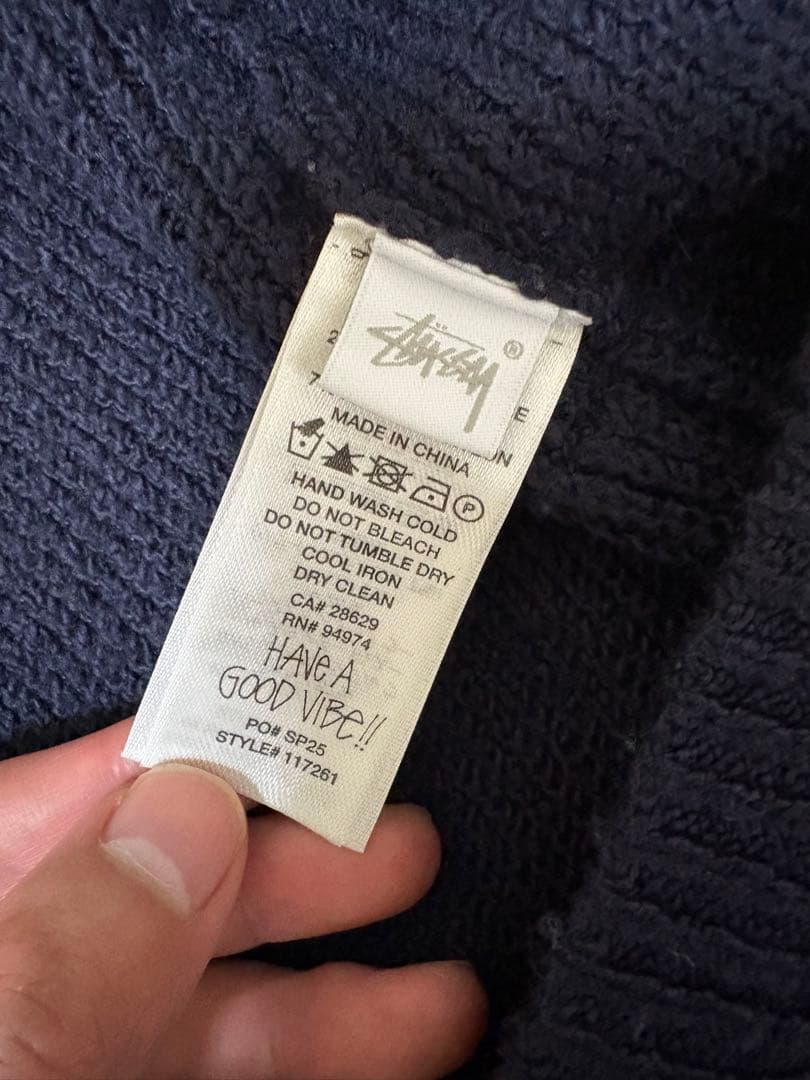 Stüssy ®
MADE IN CHINA
P
HAND WASH COLD
DO NOT BLEACH
DO NOT TUMBLE DRY
COOL IRON
DRY CLEAN
CA# 28629
RN# 94974
HAVE A
GOOD VIBE!!
PO# SP25
STYLE# 117261